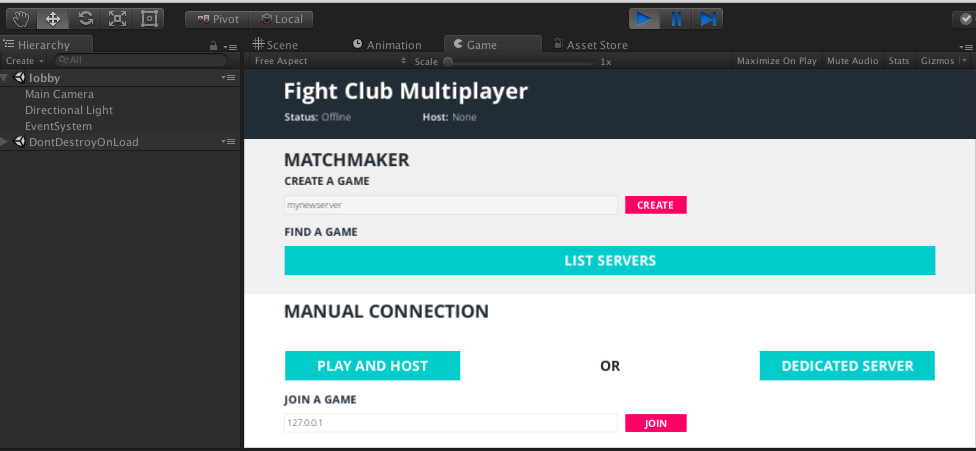 Pivot Local
Hierarchy
Create All
lobby
Main Camera
Directional Light
EventSystem
DontDestroyOnLoad
Scene Animation Game Asset Store
Free Aspect Scale 1x Maximize On Play Mute Audio Stats Gizmos
Fight Club Multiplayer
Status: Offline Host: None
MATCHMAKER
CREATE A GAME
mynewserver CREATE
FIND A GAME
LIST SERVERS
MANUAL CONNECTION
PLAY AND HOST OR DEDICATED SERVER
JOIN A GAME
127.0.0.1 JOIN